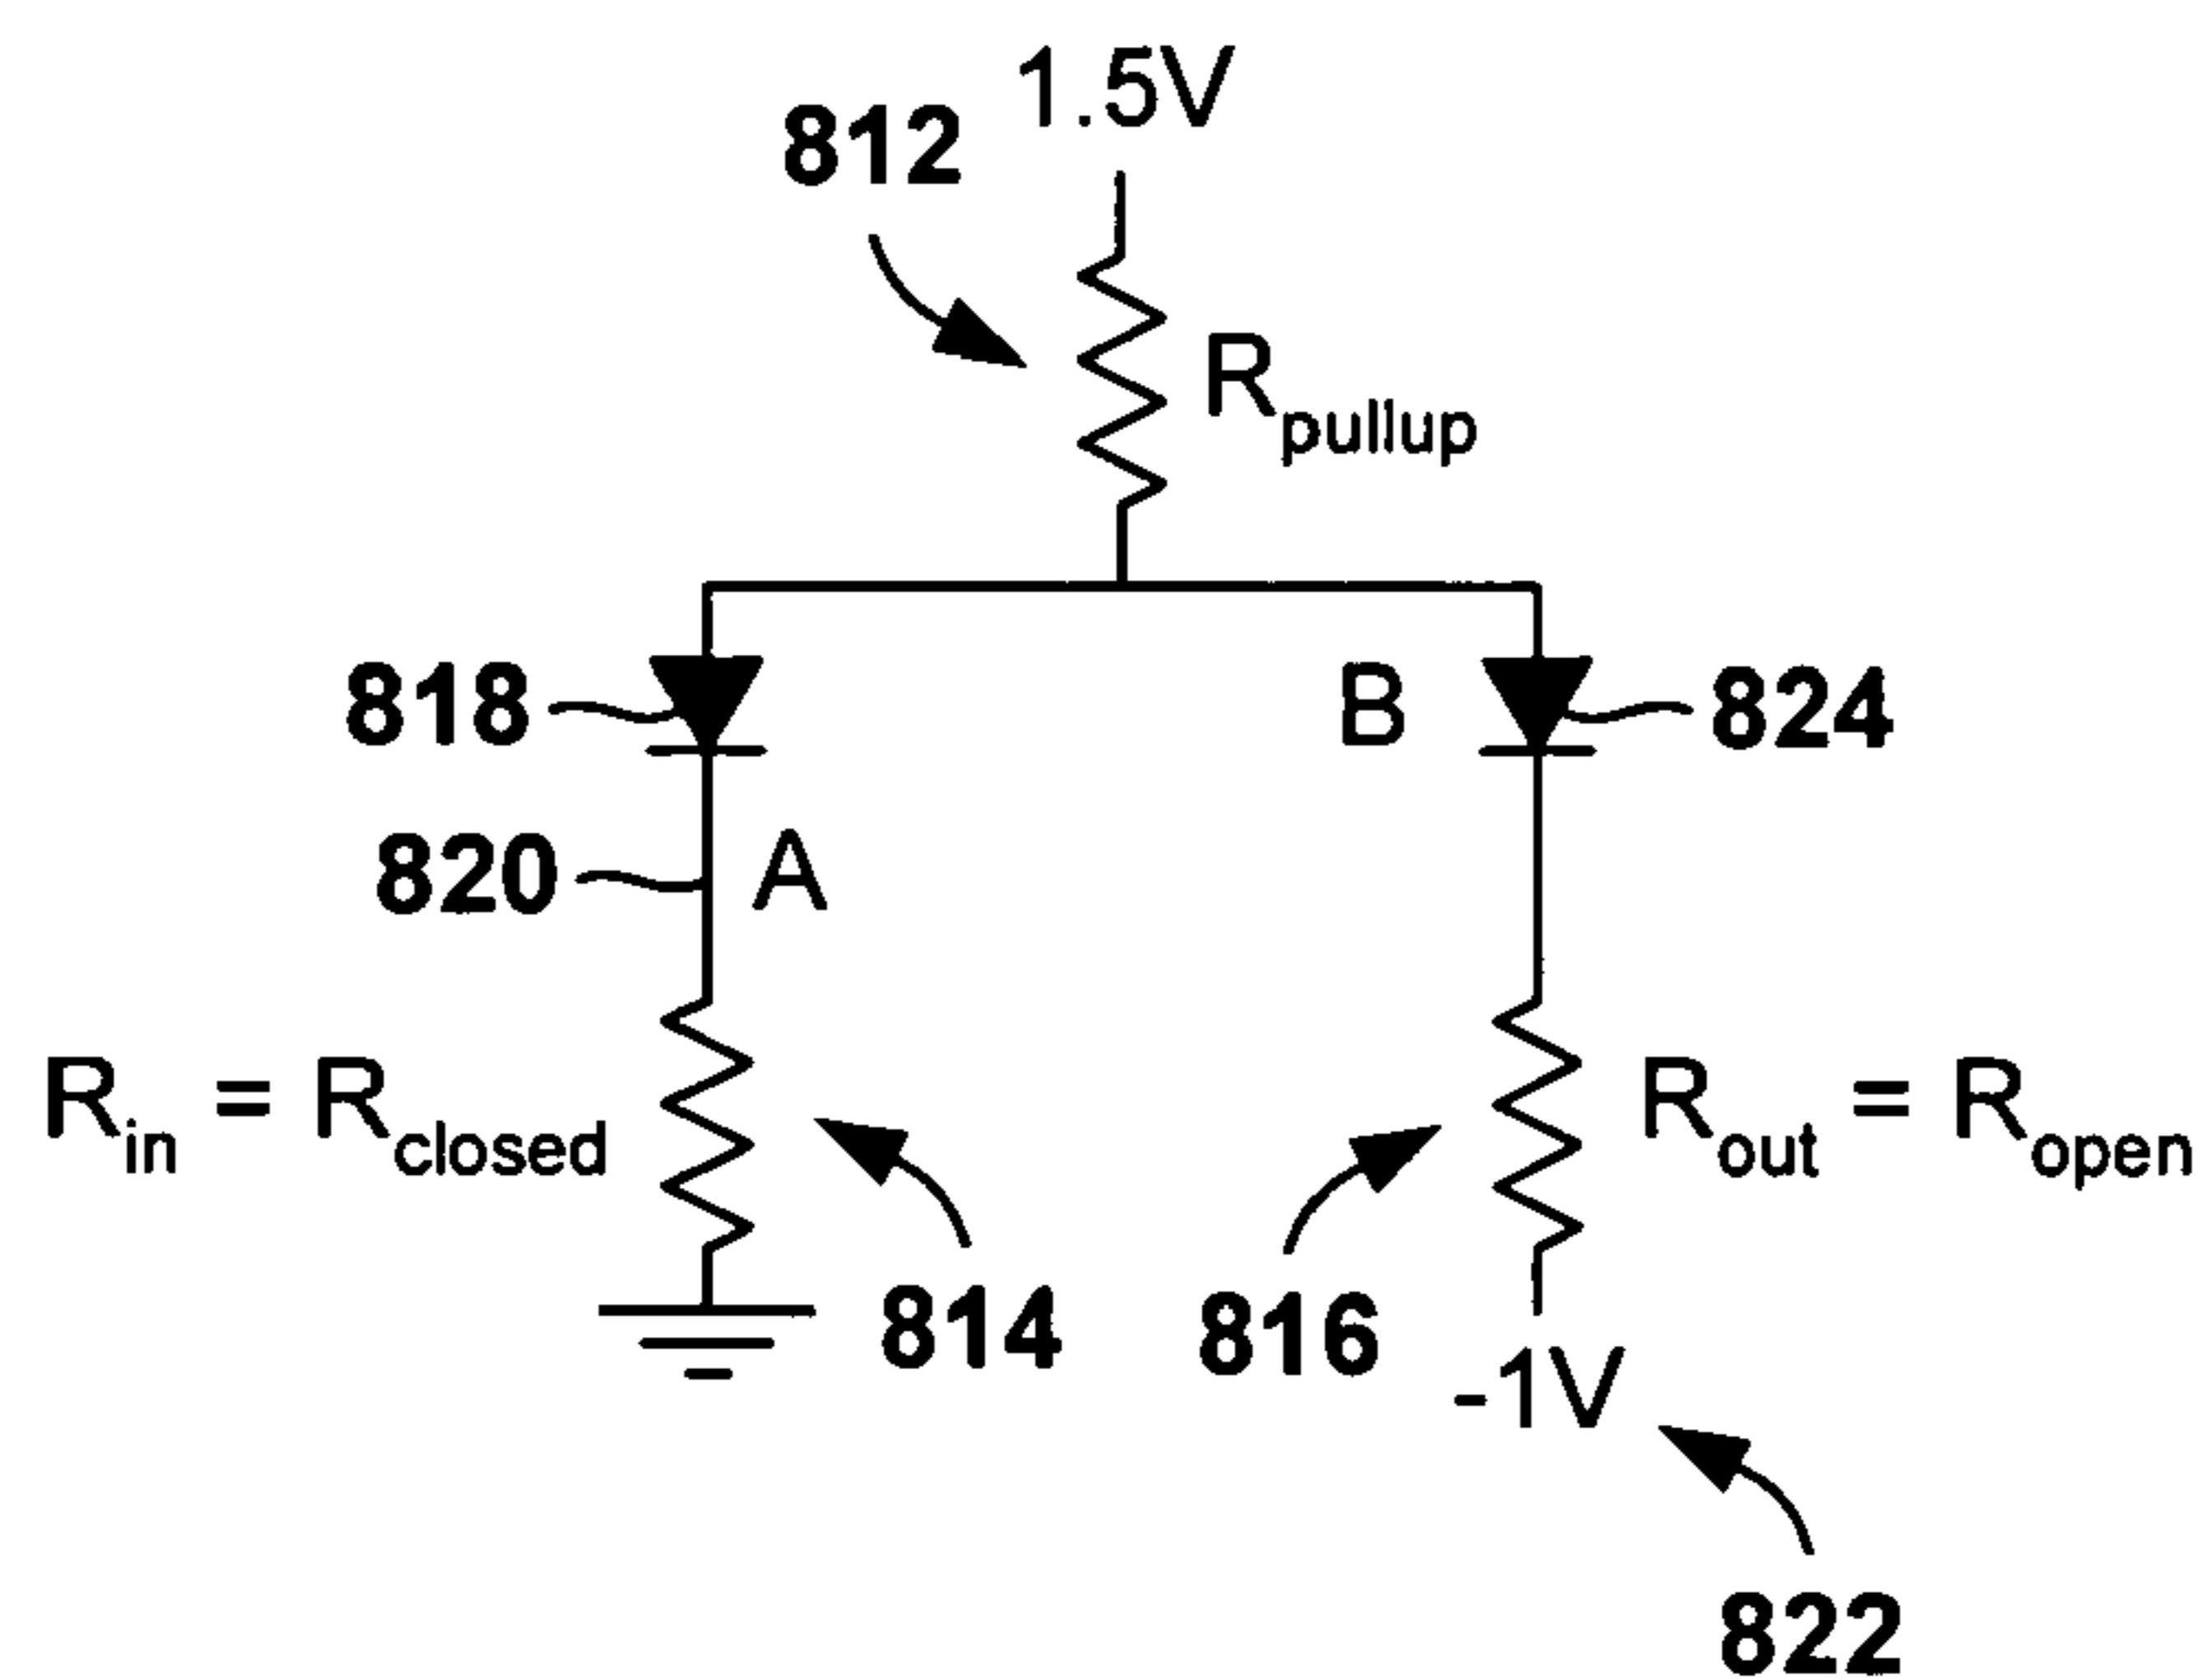 1.5V
812
Rpullup
818
B
824
820
A
Rin = Rclosed
Rout = Ropen
814
816
-1V
822